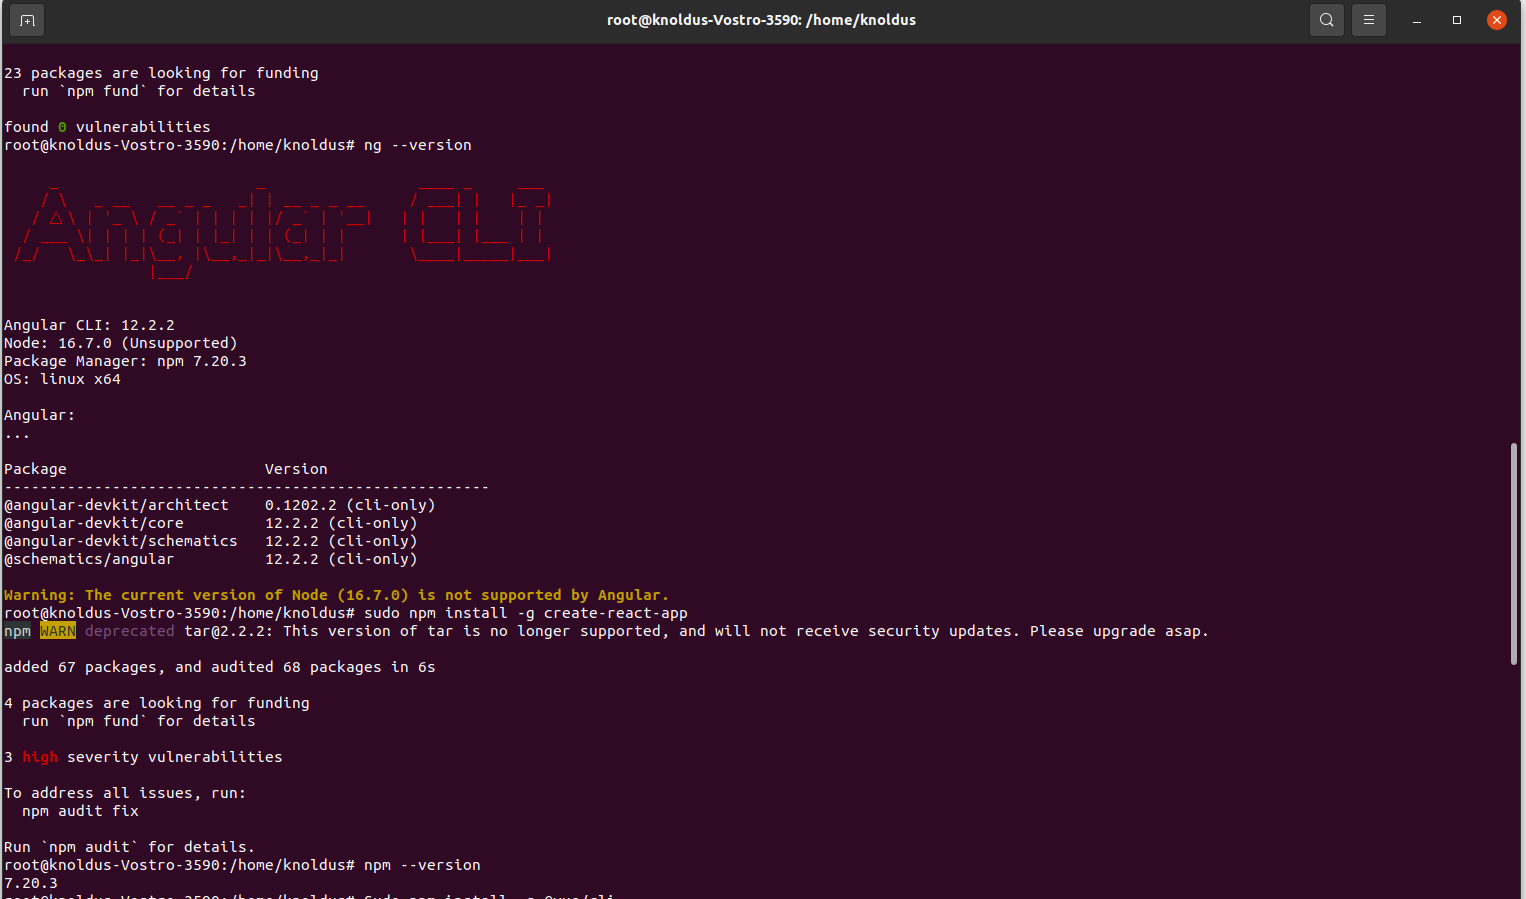 root@knoldus-Vostro-3590: /home/knoldus
23 packages are looking for funding
  run `npm fund` for details
found 0 vulnerabilities
root@knoldus-Vostro-3590:/home/knoldus# ng --version
Angular CLI
Angular CLI: 12.2.2
Node: 16.7.0 (Unsupported)
Package Manager: npm 7.20.3
OS: linux x64
Angular:
...
Package                      Version
------------------------------------------------------
@angular-devkit/architect    0.1202.2 (cli-only)
@angular-devkit/core         12.2.2 (cli-only)
@angular-devkit/schematics   12.2.2 (cli-only)
@schematics/angular          12.2.2 (cli-only)
Warning: The current version of Node (16.7.0) is not supported by Angular.
root@knoldus-Vostro-3590:/home/knoldus# sudo npm install -g create-react-app
npm WARN deprecated tar@2.2.2: This version of tar is no longer supported, and will not receive security updates. Please upgrade asap.
added 67 packages, and audited 68 packages in 6s
4 packages are looking for funding
  run `npm fund` for details
3 high severity vulnerabilities
To address all issues, run:
  npm audit fix
Run `npm audit` for details.
root@knoldus-Vostro-3590:/home/knoldus# npm --version
7.20.3